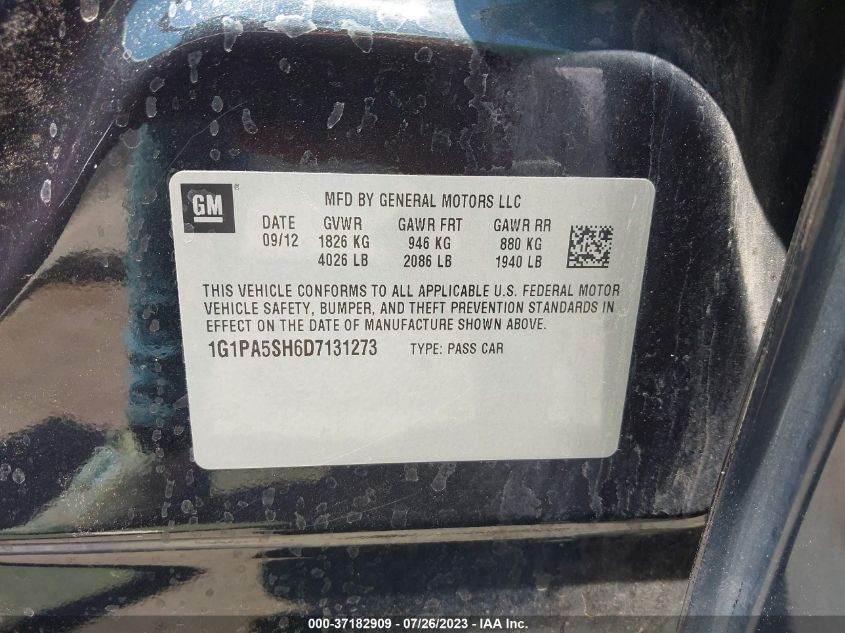 GM ®
MFD BY GENERAL MOTORS LLC
DATE GVWR GAWR FRT GAWR RR
09/12 1826 KG 946 KG 880 KG
4026 LB 2086 LB 1940 LB
THIS VEHICLE CONFORMS TO ALL APPLICABLE U.S. FEDERAL MOTOR
VEHICLE SAFETY, BUMPER, AND THEFT PREVENTION STANDARDS IN
EFFECT ON THE DATE OF MANUFACTURE SHOWN ABOVE.
1G1PA5SH6D7131273 TYPE: PASS CAR
000-37182909 - 07/26/2023 - IAA Inc.